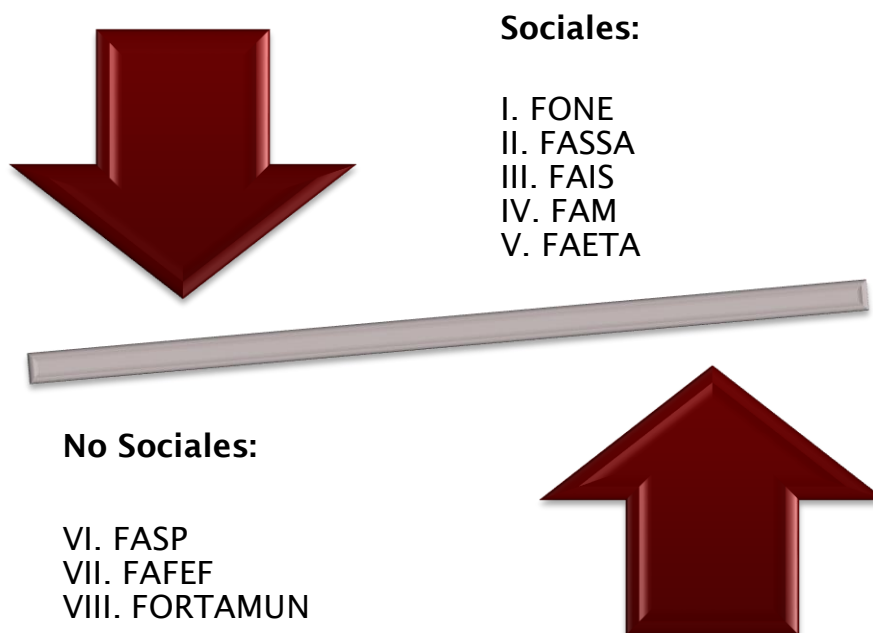 Sociales:
I. FONE
II. FASSA
III. FAIS
IV. FAM
V. FAETA
No Sociales:
VI. FASP
VII. FAFEF
VIII. FORTAMUN